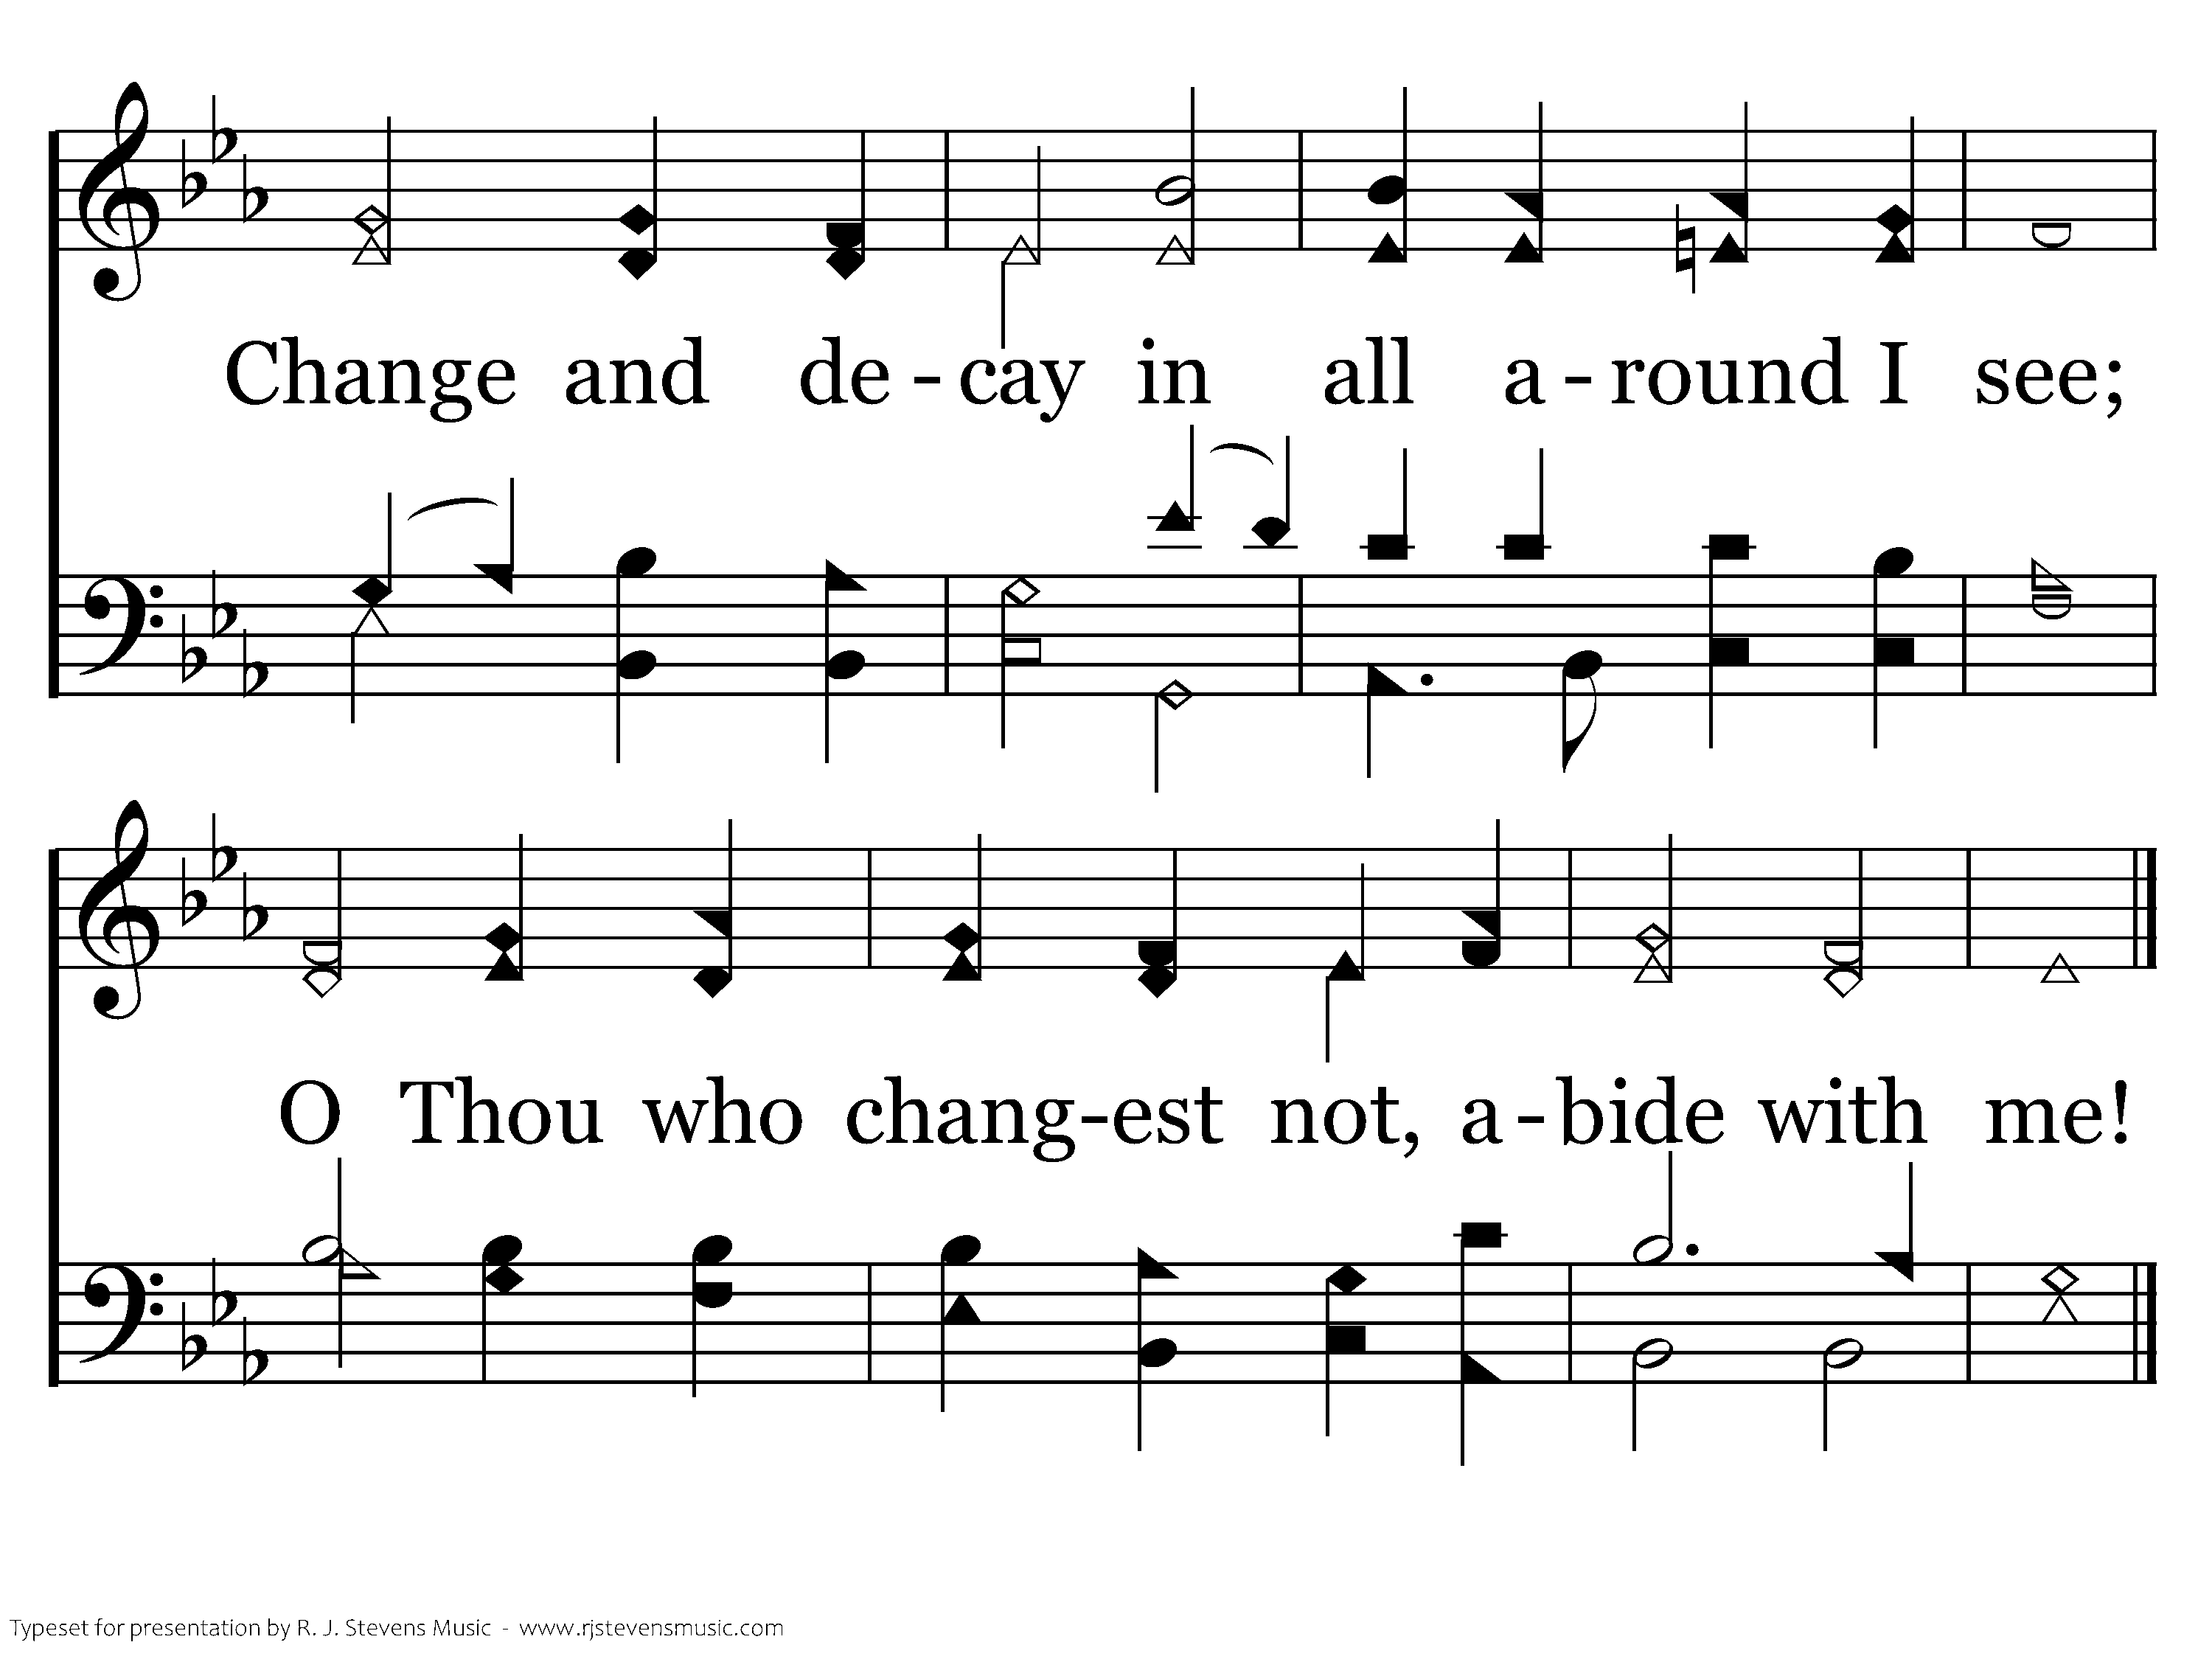 Change and de-cay in all a-round I see;
O Thou who chang-est not, a-bide with me!
Typeset for presentation by R. J. Stevens Music - www.rjstevensmusic.com